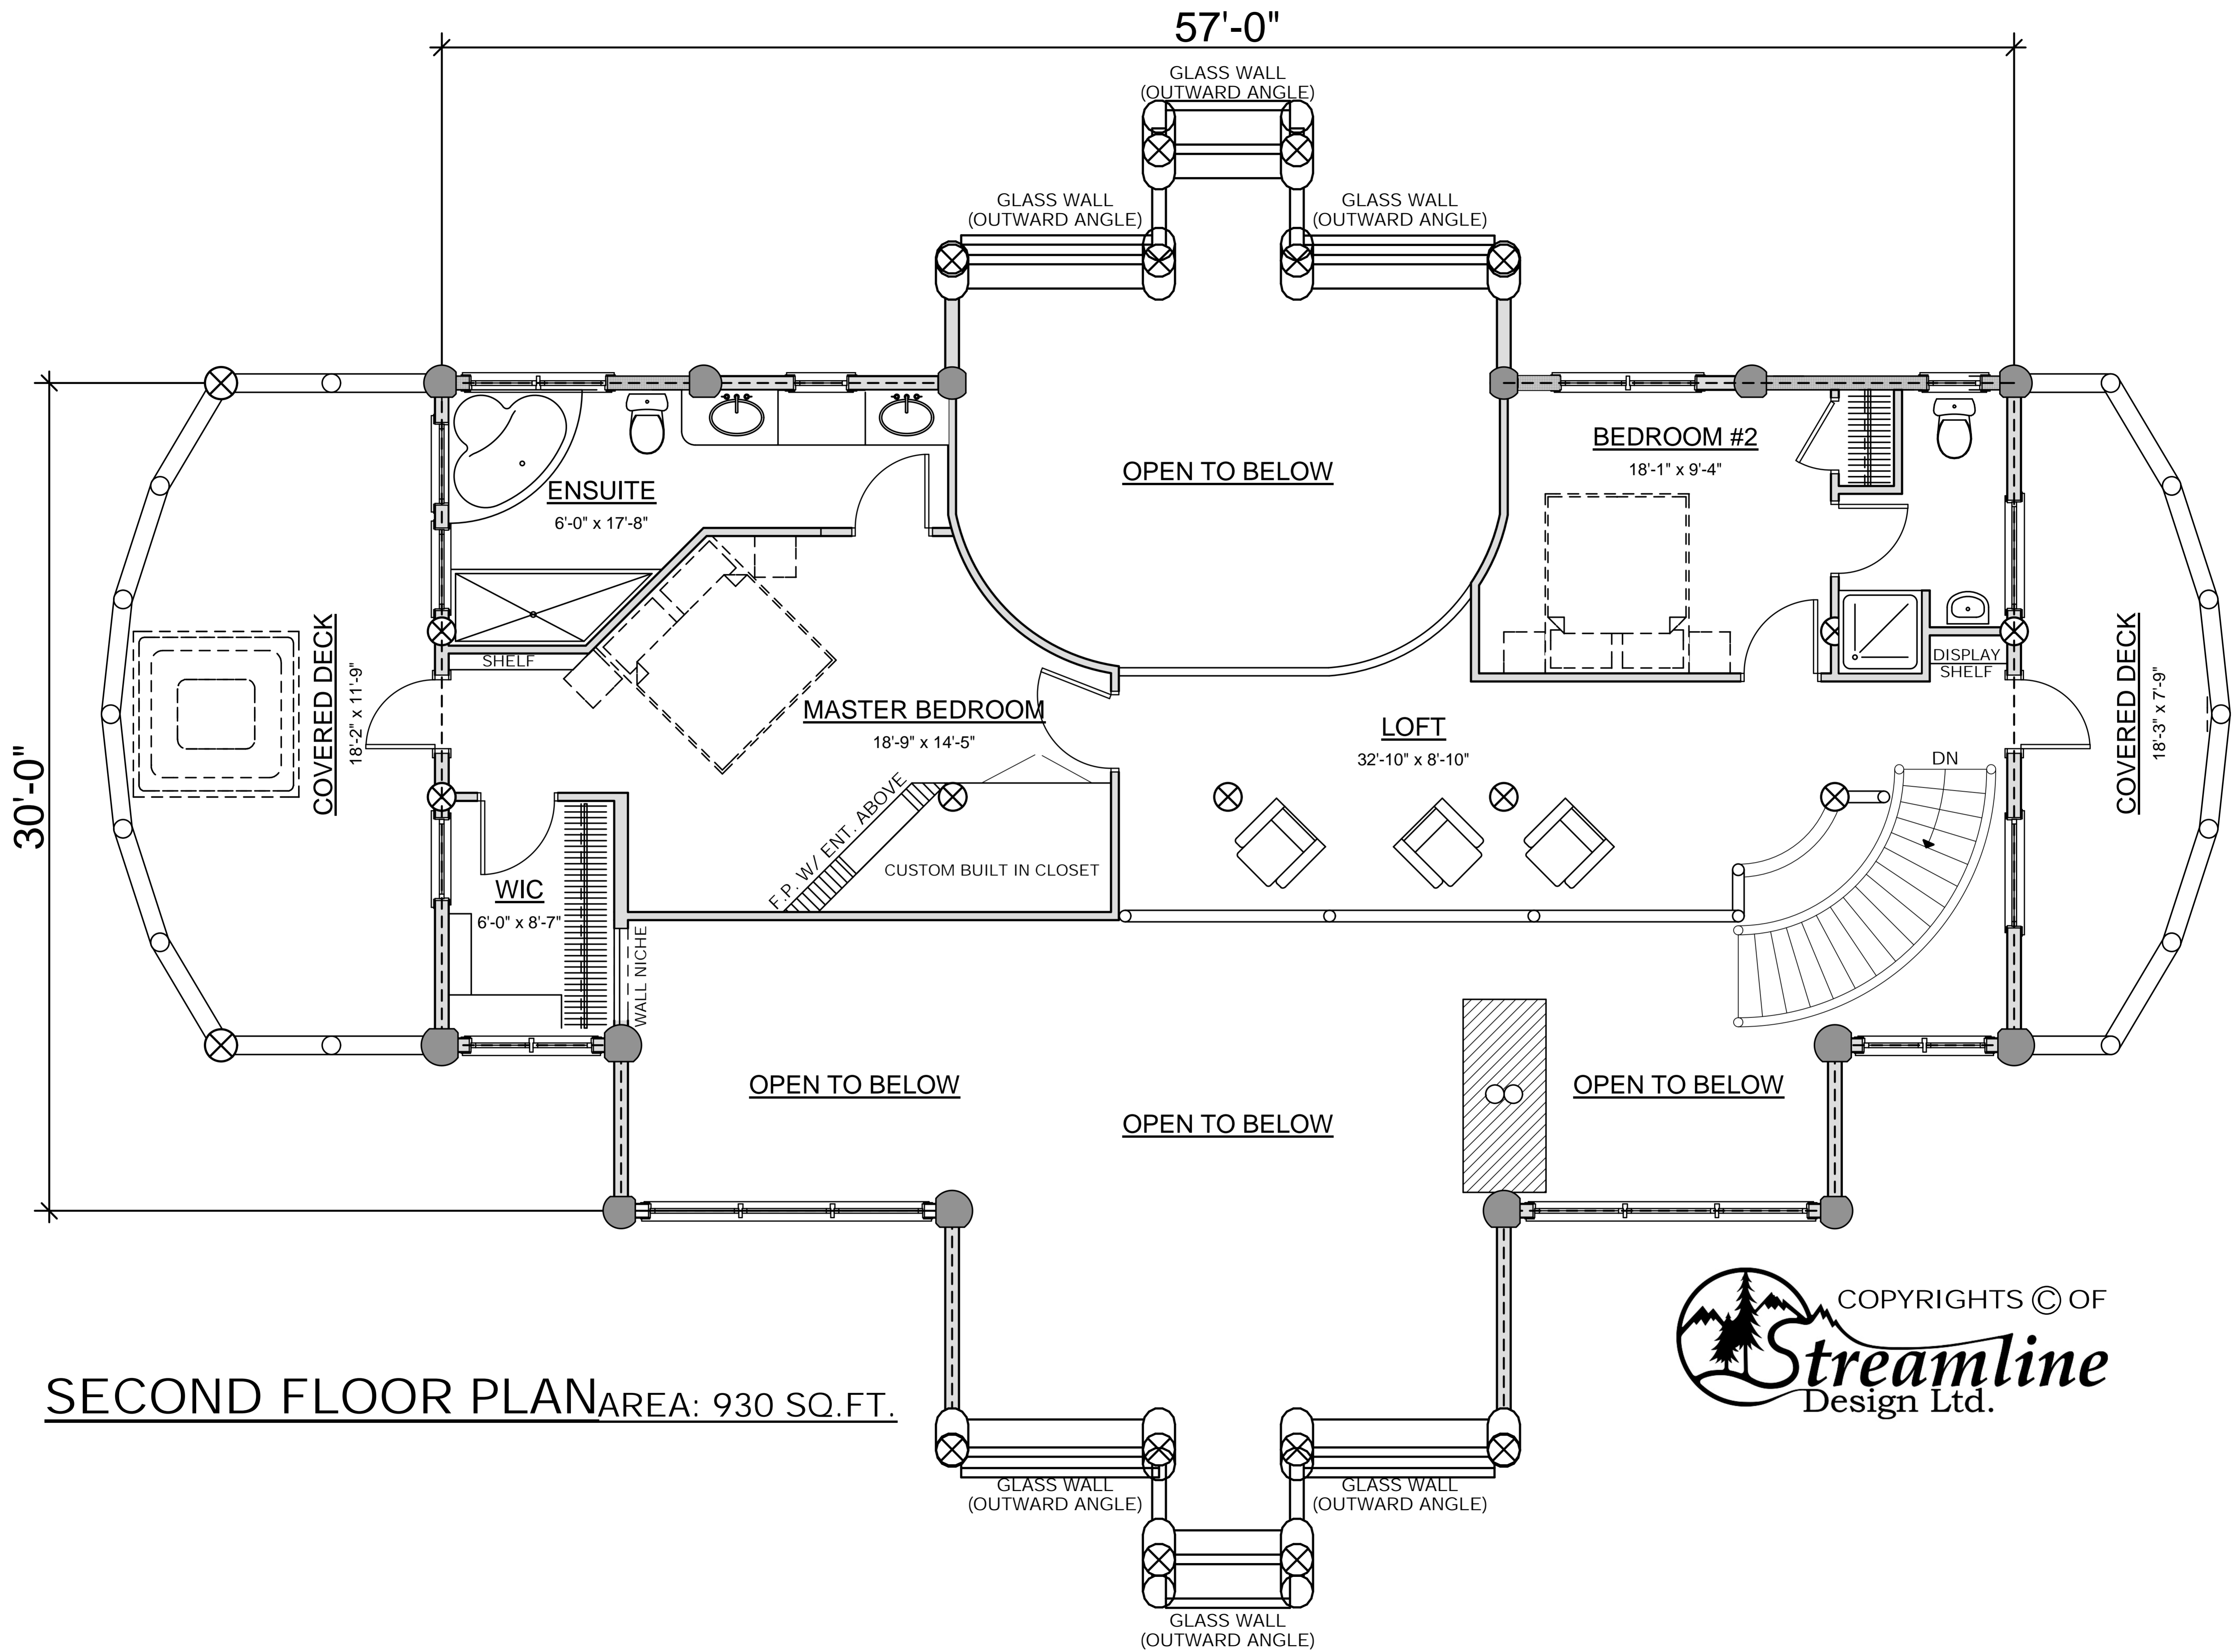 57'-0"
GLASS WALL
(OUTWARD ANGLE)
GLASS WALL
(OUTWARD ANGLE)
GLASS WALL
(OUTWARD ANGLE)
ENSUITE
6'-0" x 17'-8"
OPEN TO BELOW
BEDROOM #2
18'-1" x 9'-4"
SHELF
DISPLAY
SHELF
COVERED DECK
18'-2" x 11'-9"
MASTER BEDROOM
18'-9" x 14'-5"
LOFT
32'-10" x 8'-10"
DN
COVERED DECK
18'-3" x 7'-9"
30'-0"
F.P. W/ ENT. ABOVE
CUSTOM BUILT IN CLOSET
WIC
6'-0" x 8'-7"
WALL NICHE
OPEN TO BELOW
OPEN TO BELOW
OPEN TO BELOW
COPYRIGHTS © OF
Streamline
Design Ltd.
SECOND FLOOR PLAN AREA: 930 SQ.FT.
GLASS WALL
(OUTWARD ANGLE)
GLASS WALL
(OUTWARD ANGLE)
GLASS WALL
(OUTWARD ANGLE)